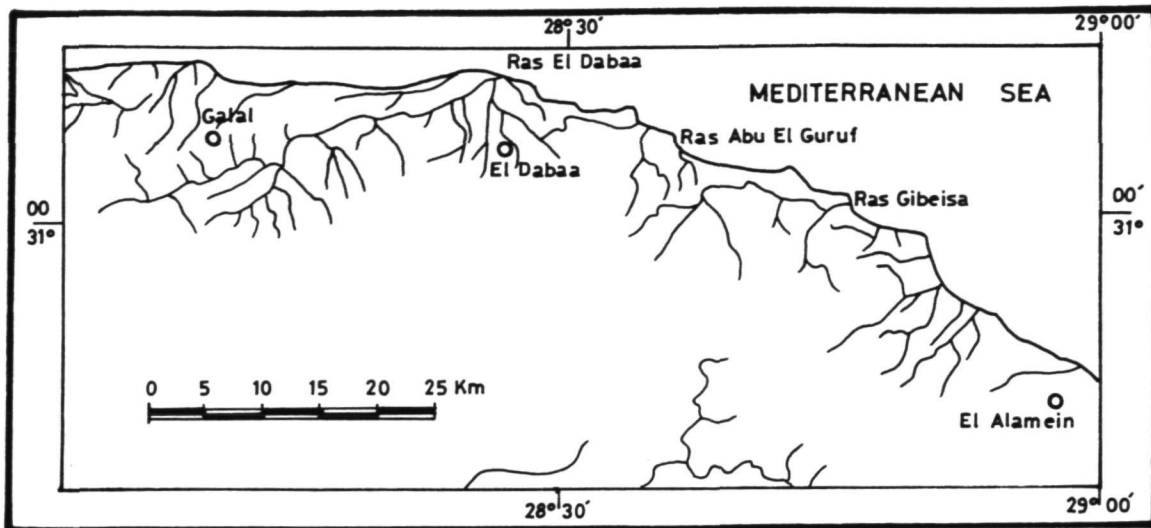 28°30′
29°00′
Ras El Dabaa
MEDITERRANEAN SEA
Galal
Ras Abu El Guruf
El Dabaa
00
31°
00′
31°
Ras Gibeisa
0 5 10 15 20 25 Km
El Alamein
28°30′
29°00′